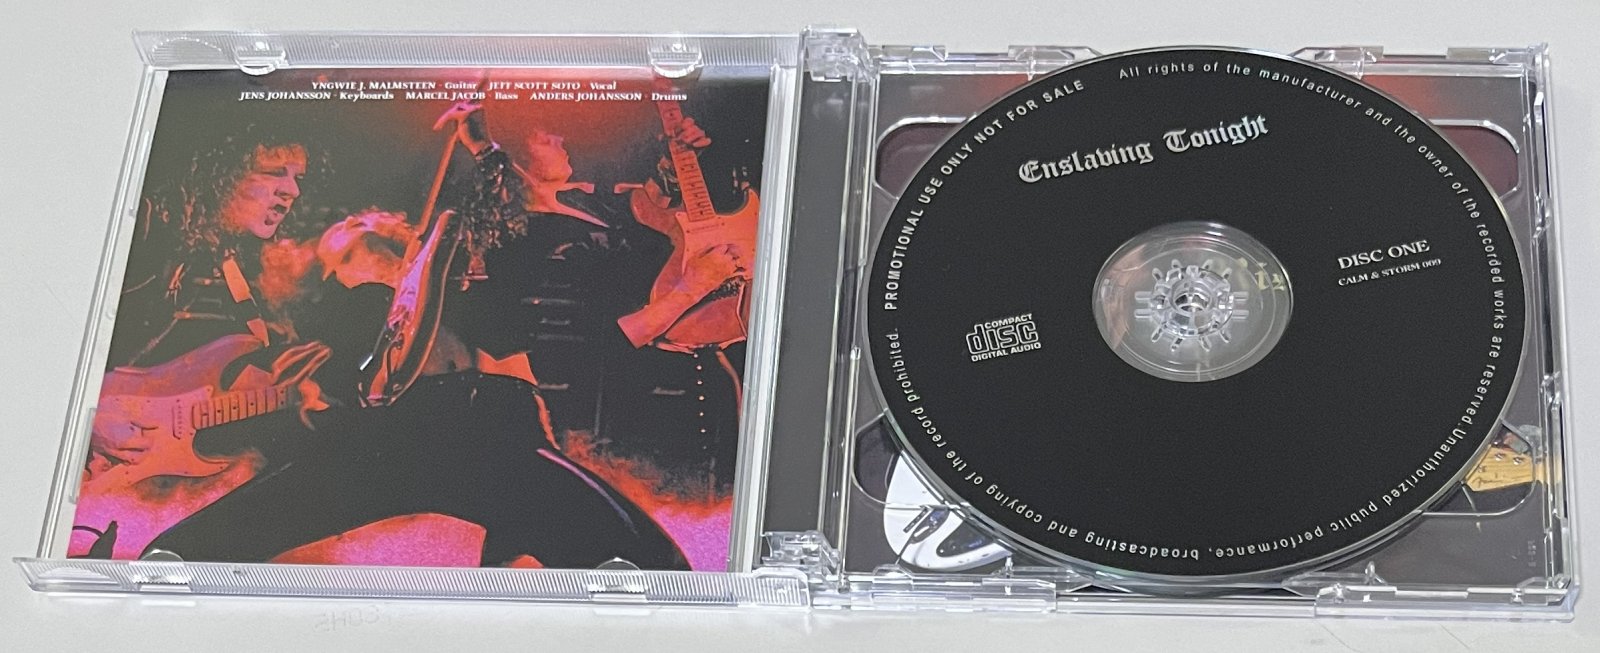 YNGWIE J. MALMSTEEN · Guitar   JEFF SCOTT SOTO · Vocal
JENS JOHANSSON · Keyboards   MARCEL JACOB · Bass   ANDERS JOHANSSON · Drums
Enslaving Tonight
DISC ONE
CALM & STORM 009
COMPACT
disc
DIGITAL AUDIO
PROMOTIONAL USE ONLY NOT FOR SALE
All rights of the manufacturer and the owner of the recorded works are reserved. Unauthorized public performance, broadcasting and copying of the record prohibited.